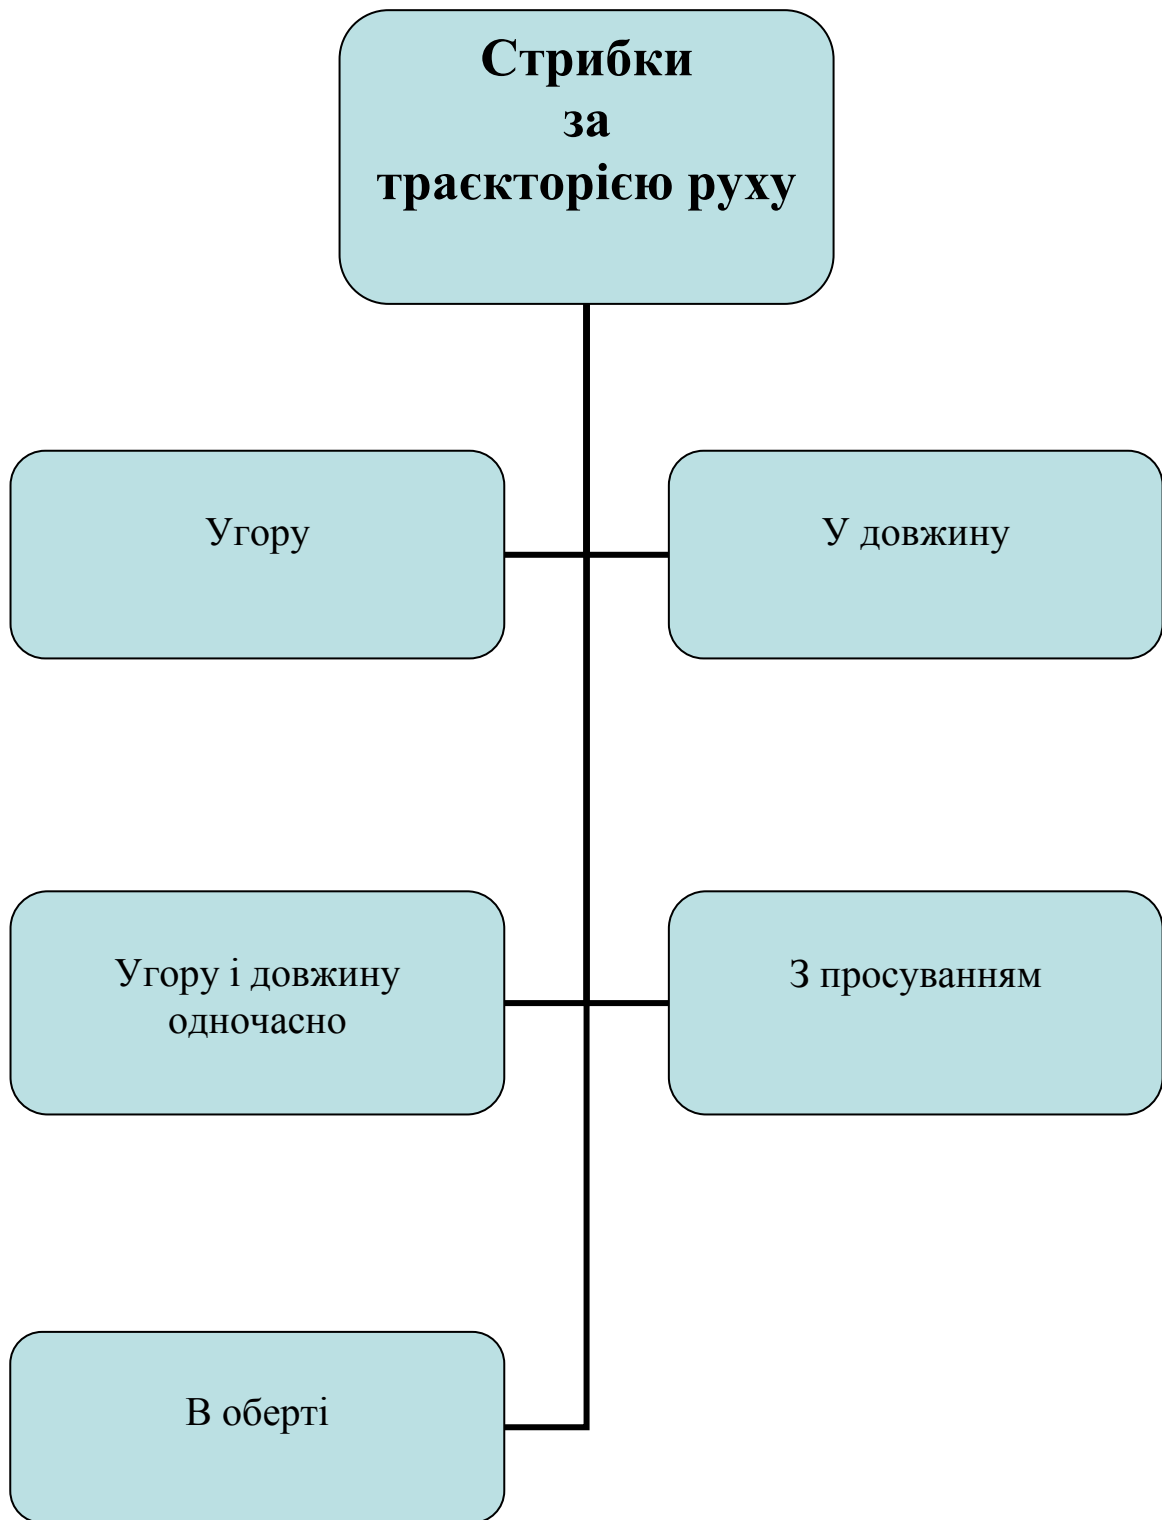 Стрибки
за
траєкторією руху
Угору
У довжину
Угору і довжину
одночасно
З просуванням
В оберті